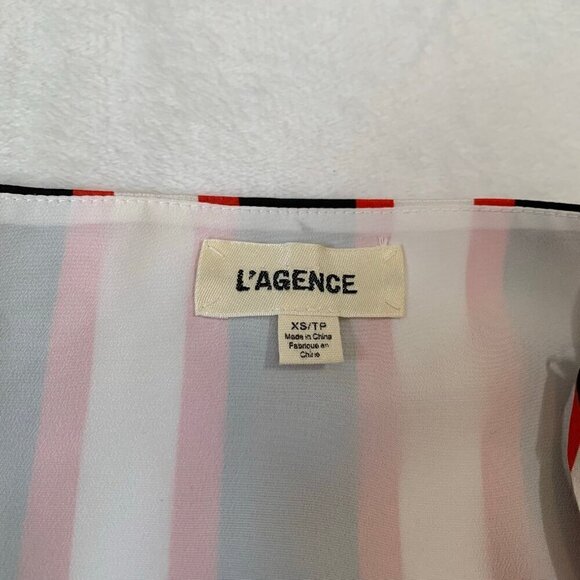 L'AGENCE
XS/TP
Made in China
Fabriqué en
Chine